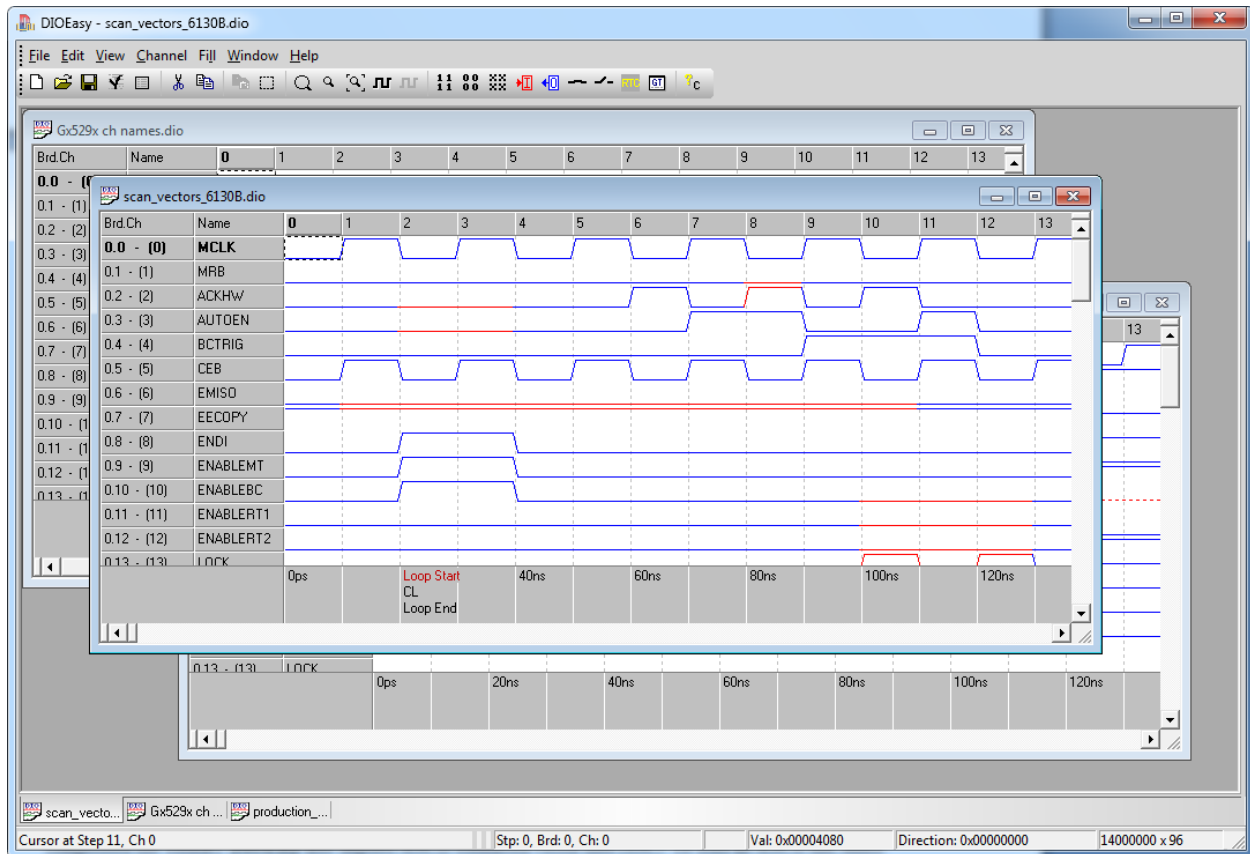 DIOEasy - scan_vectors_6130B.dio
File Edit View Channel Fill Window Help
RTC GT ?c
Gx529x ch names.dio
Brd.Ch Name 0 1 2 3 4 5 6 7 8 9 10 11 12 13
0.0 - (
0.1 - (1)
0.2 - (2)
0.3 - (3)
0.4 - (4)
0.5 - (5)
0.6 - (6)
0.7 - (7)
0.8 - (8)
0.9 - (9)
0.10 - (1
0.11 - (1
0.12 - (1
0.13 - (1
scan_vectors_6130B.dio
Brd.Ch Name 0 1 2 3 4 5 6 7 8 9 10 11 12 13
0.0 - (0) MCLK
0.1 - (1) MRB
0.2 - (2) ACKHW
0.3 - (3) AUTOEN
0.4 - (4) BCTRIG
0.5 - (5) CEB
0.6 - (6) EMISO
0.7 - (7) EECOPY
0.8 - (8) ENDI
0.9 - (9) ENABLEMT
0.10 - (10) ENABLEBC
0.11 - (11) ENABLERT1
0.12 - (12) ENABLERT2
0.13 - (13) LOCK
0ps Loop Start 40ns 60ns 80ns 100ns 120ns
CL
Loop End
13
0.13 - (13) LOCK
0ps 20ns 40ns 60ns 80ns 100ns 120ns
scan_vecto... Gx529x ch ... production_...
Cursor at Step 11, Ch 0 Stp: 0, Brd: 0, Ch: 0 Val: 0x00004080 Direction: 0x00000000 14000000 x 96